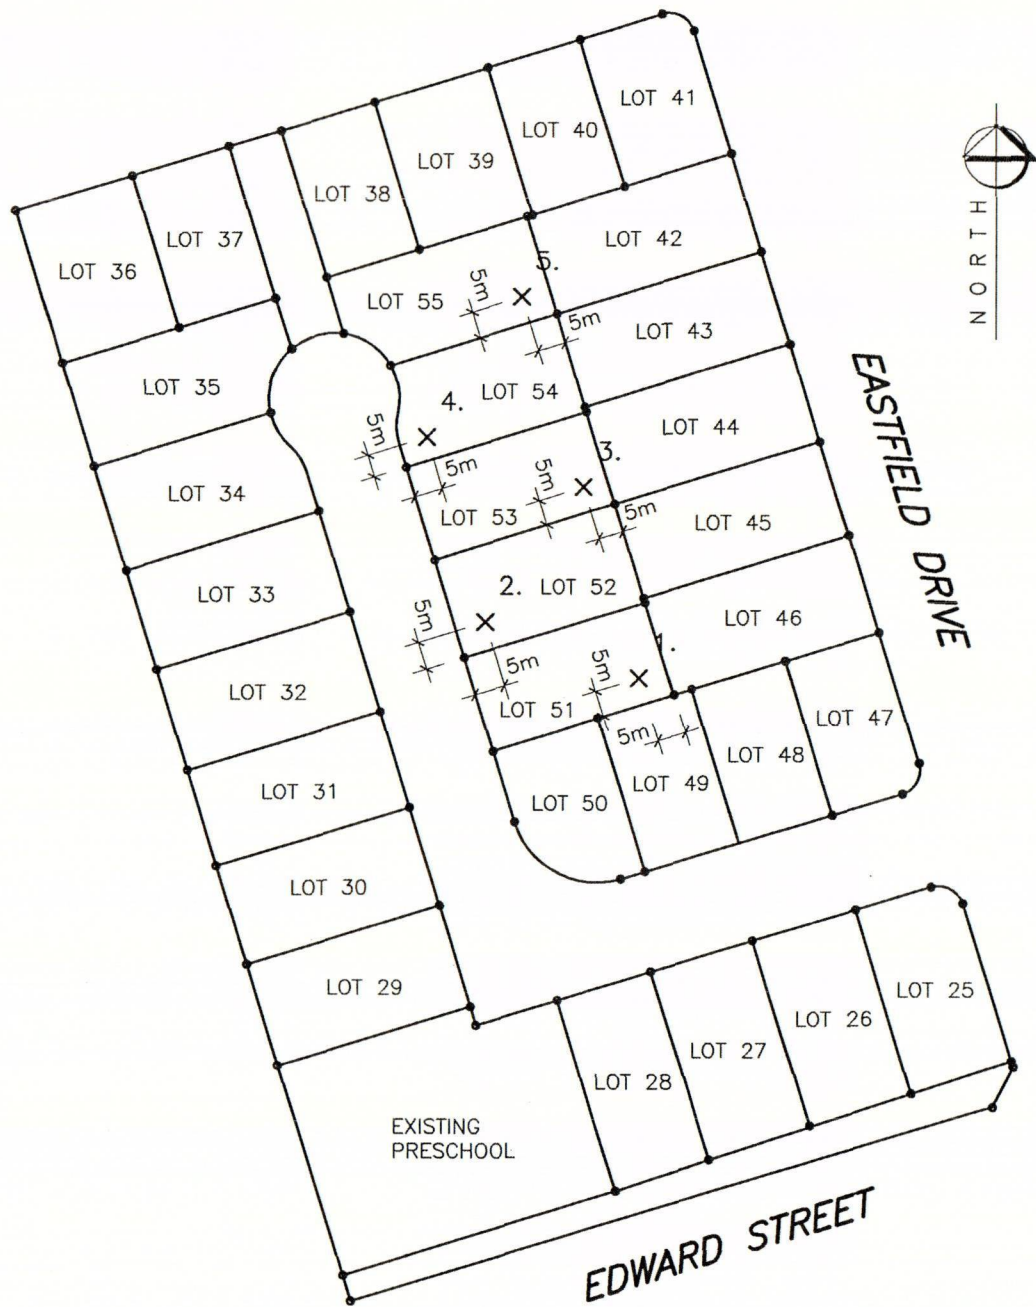 LOT 41
LOT 40
LOT 39
LOT 38
LOT 37
LOT 36
NORTH
LOT 42
5.
5m
LOT 55
5m
LOT 43
LOT 35
4.
LOT 54
EASTFIELD DRIVE
5m
LOT 44
3.
5m
5m
LOT 34
LOT 53
5m
LOT 45
2.
LOT 52
LOT 33
5m
LOT 46
1.
5m
5m
LOT 32
LOT 51
LOT 47
5m
LOT 48
LOT 49
LOT 31
LOT 50
LOT 30
LOT 29
LOT 25
LOT 26
LOT 27
LOT 28
EXISTING
PRESCHOOL
EDWARD STREET